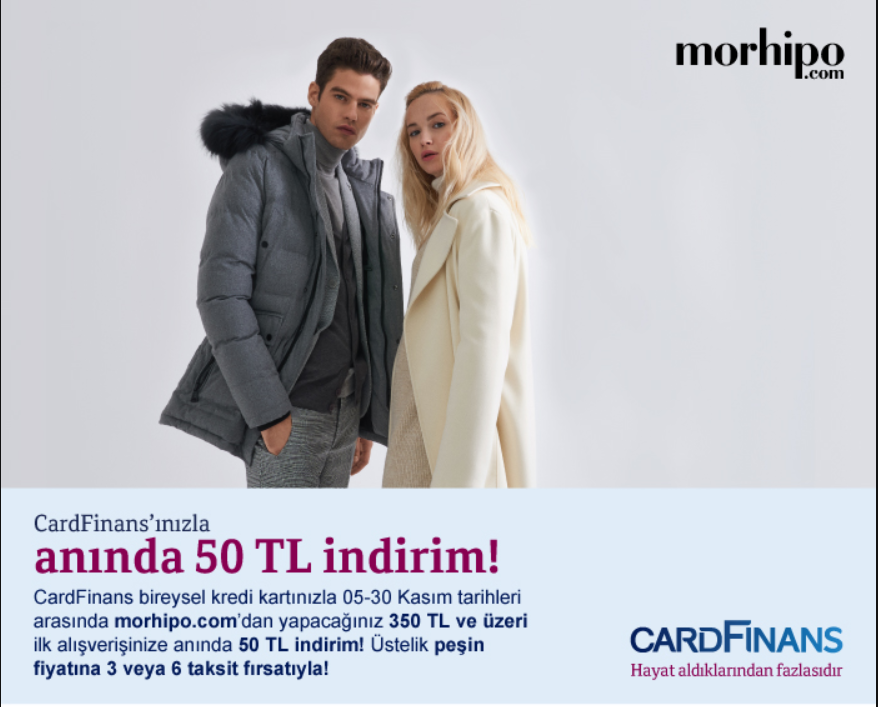 morhipo
.com
CardFinans’ınızla
anında 50 TL indirim!
CardFinans bireysel kredi kartınızla 05-30 Kasım tarihleri
arasında morhipo.com’dan yapacağınız 350 TL ve üzeri
ilk alışverişinize anında 50 TL indirim! Üstelik peşin
fiyatına 3 veya 6 taksit fırsatıyla!
CARDFINANS
Hayat aldıklarından fazlasıdır